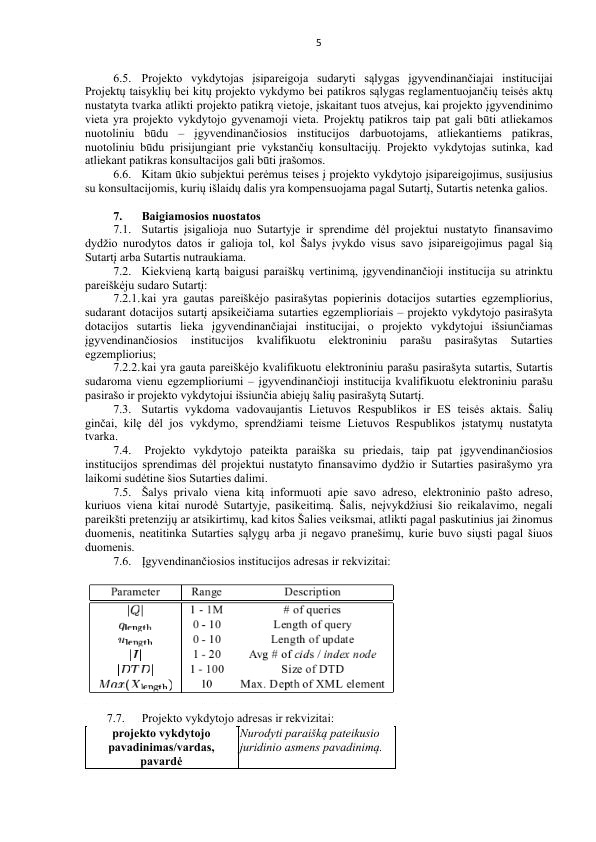 5
6.5. Projekto vykdytojas įsipareigoja sudaryti sąlygas įgyvendinančiajai institucijai
Projektų taisyklių bei kitų projekto vykdymo bei patikros sąlygas reglamentuojančių teisės aktų
nustatyta tvarka atlikti projekto patikrą vietoje, įskaitant tuos atvejus, kai projekto įgyvendinimo
vieta yra projekto vykdytojo gyvenamoji vieta. Projektų patikros taip pat gali būti atliekamos
nuotoliniu būdu – įgyvendinančiosios institucijos darbuotojams, atliekantiems patikras,
nuotoliniu būdu prisijungiant prie vykstančių konsultacijų. Projekto vykdytojas sutinka, kad
atliekant patikras konsultacijos gali būti įrašomos.
6.6. Kitam ūkio subjektui perėmus teises į projekto vykdytojo įsipareigojimus, susijusius
su konsultacijomis, kurių išlaidų dalis yra kompensuojama pagal Sutartį, Sutartis netenka galios.
7. Baigiamosios nuostatos
7.1. Sutartis įsigalioja nuo Sutartyje ir sprendime dėl projektui nustatyto finansavimo
dydžio nurodytos datos ir galioja tol, kol Šalys įvykdo visus savo įsipareigojimus pagal šią
Sutartį arba Sutartis nutraukiama.
7.2. Kiekvieną kartą baigusi paraiškų vertinimą, įgyvendinančioji institucija su atrinktu
pareiškėju sudaro Sutartį:
7.2.1. kai yra gautas pareiškėjo pasirašytas popierinis dotacijos sutarties egzempliorius,
sudarant dotacijos sutartį apsikeičiama sutarties egzemplioriais – projekto vykdytojo pasirašyta
dotacijos sutartis lieka įgyvendinančiajai institucijai, o projekto vykdytojui išsiunčiamas
įgyvendinančiosios institucijos kvalifikuotu elektroniniu parašu pasirašytas Sutarties
egzempliorius;
7.2.2. kai yra gauta pareiškėjo kvalifikuotu elektroniniu parašu pasirašyta sutartis, Sutartis
sudaroma vienu egzemplioriumi – įgyvendinančioji institucija kvalifikuotu elektroniniu parašu
pasirašo ir projekto vykdytojui išsiunčia abiejų šalių pasirašytą Sutartį.
7.3. Sutartis vykdoma vadovaujantis Lietuvos Respublikos ir ES teisės aktais. Šalių
ginčai, kilę dėl jos vykdymo, sprendžiami teisme Lietuvos Respublikos įstatymų nustatyta
tvarka.
7.4. Projekto vykdytojo pateikta paraiška su priedais, taip pat įgyvendinančiosios
institucijos sprendimas dėl projektui nustatyto finansavimo dydžio ir Sutarties pasirašymo yra
laikomi sudėtine šios Sutarties dalimi.
7.5. Šalys privalo viena kitą informuoti apie savo adreso, elektroninio pašto adreso,
kuriuos viena kitai nurodė Sutartyje, pasikeitimą. Šalis, neįvykdžiusi šio reikalavimo, negali
pareikšti pretenzijų ar atsikirtimų, kad kitos Šalies veiksmai, atlikti pagal paskutinius jai žinomus
duomenis, neatitinka Sutarties sąlygų arba ji negavo pranešimų, kurie buvo siųsti pagal šiuos
duomenis.
7.6. Įgyvendinančiosios institucijos adresas ir rekvizitai:
Parameter Range Description
|Q| 1 - 1M # of queries
q_length 0 - 10 Length of query
u_length 0 - 10 Length of update
|I| 1 - 20 Avg # of cids / index node
|DTD| 1 - 100 Size of DTD
Max(X_length) 10 Max. Depth of XML element
7.7. Projekto vykdytojo adresas ir rekvizitai:
projekto vykdytojo Nurodyti paraišką pateikusio
pavadinimas/vardas, juridinio asmens pavadinimą.
pavardė